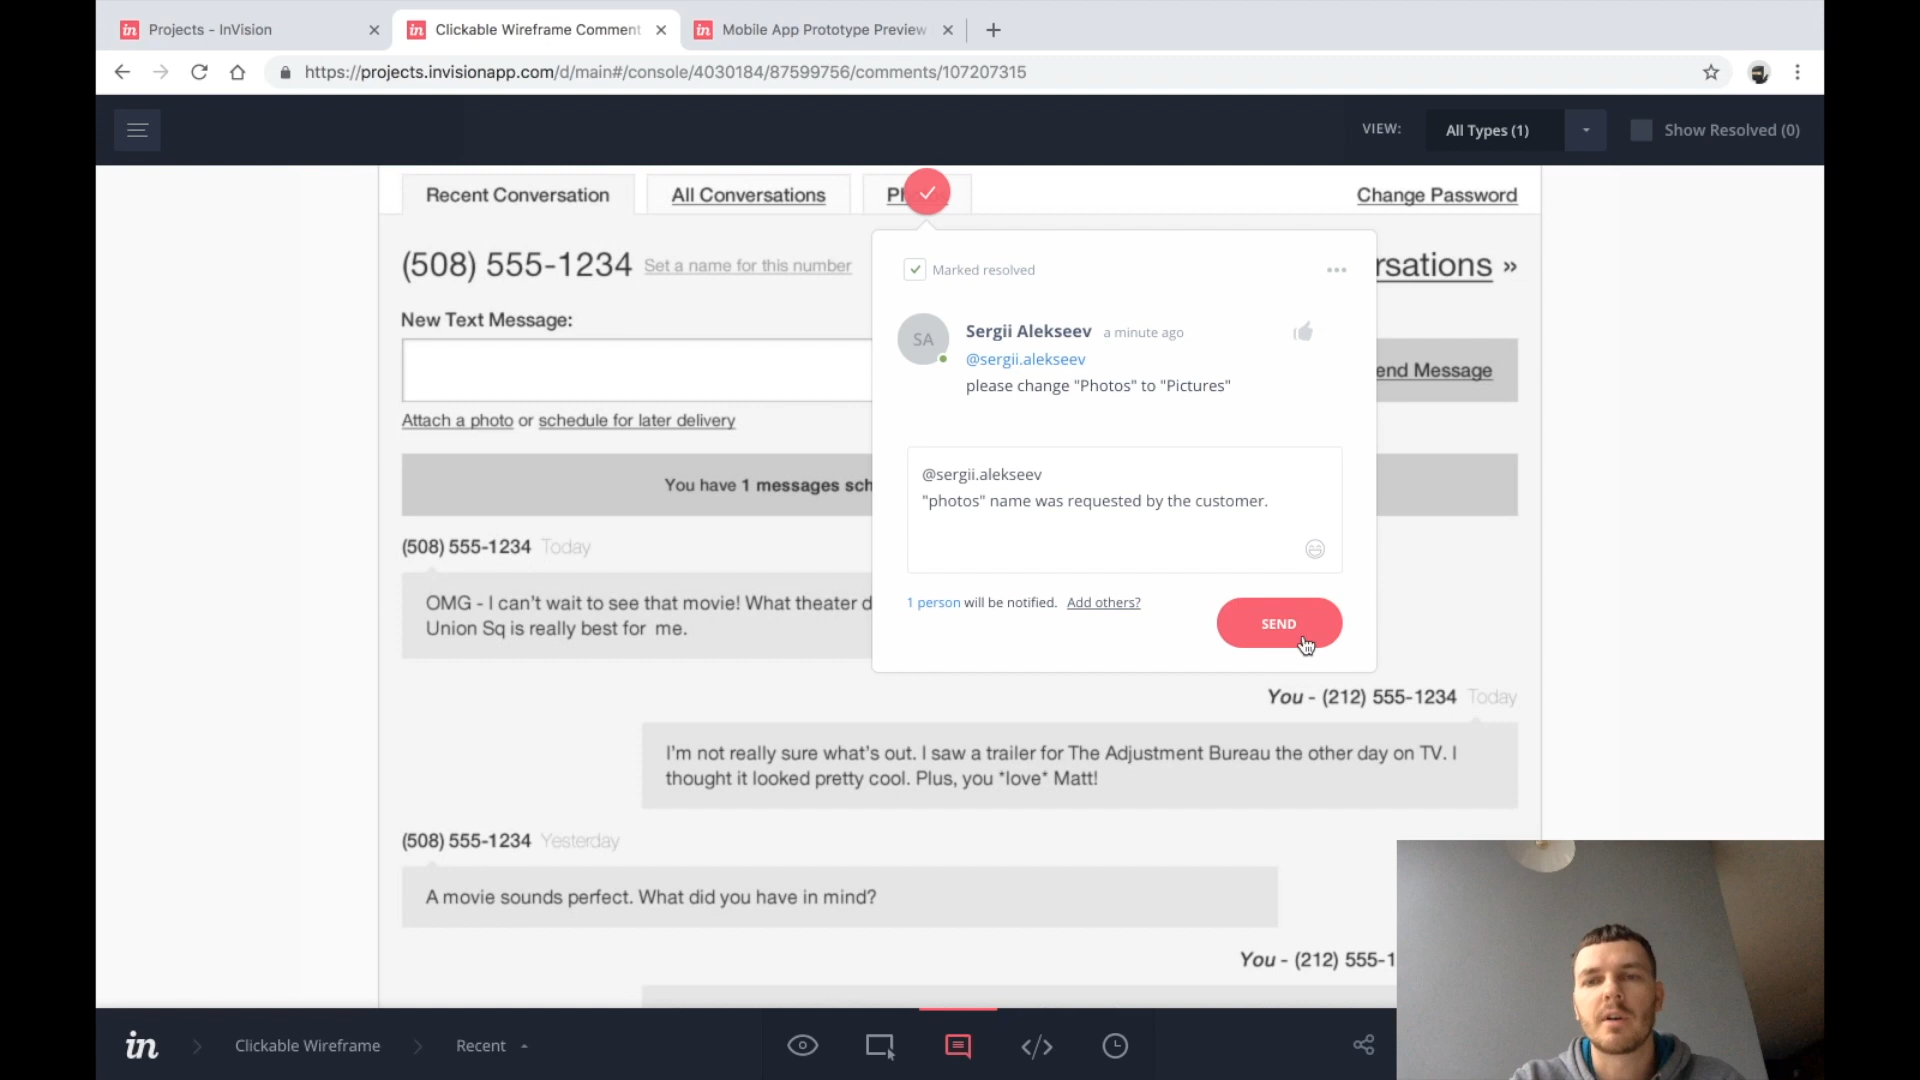 in Projects - InVision
in Clickable Wireframe Comment
in Mobile App Prototype Preview
https://projects.invisionapp.com/d/main#/console/4030184/87599756/comments/107207315
VIEW: All Types (1) Show Resolved (0)
Recent Conversation All Conversations Change Password
(508) 555-1234 Set a name for this number rsations »
Marked resolved
New Text Message:
SA Sergii Alekseev a minute ago
@sergii.alekseev
please change "Photos" to "Pictures"
end Message
Attach a photo or schedule for later delivery
@sergii.alekseev
"photos" name was requested by the customer.
You have 1 messages sch
(508) 555-1234 Today
1 person will be notified. Add others?
SEND
OMG - I can't wait to see that movie! What theater d
Union Sq is really best for me.
You - (212) 555-1234 Today
I'm not really sure what's out. I saw a trailer for The Adjustment Bureau the other day on TV. I
thought it looked pretty cool. Plus, you *love* Matt!
(508) 555-1234 Yesterday
A movie sounds perfect. What did you have in mind?
You - (212) 555-1
in Clickable Wireframe Recent